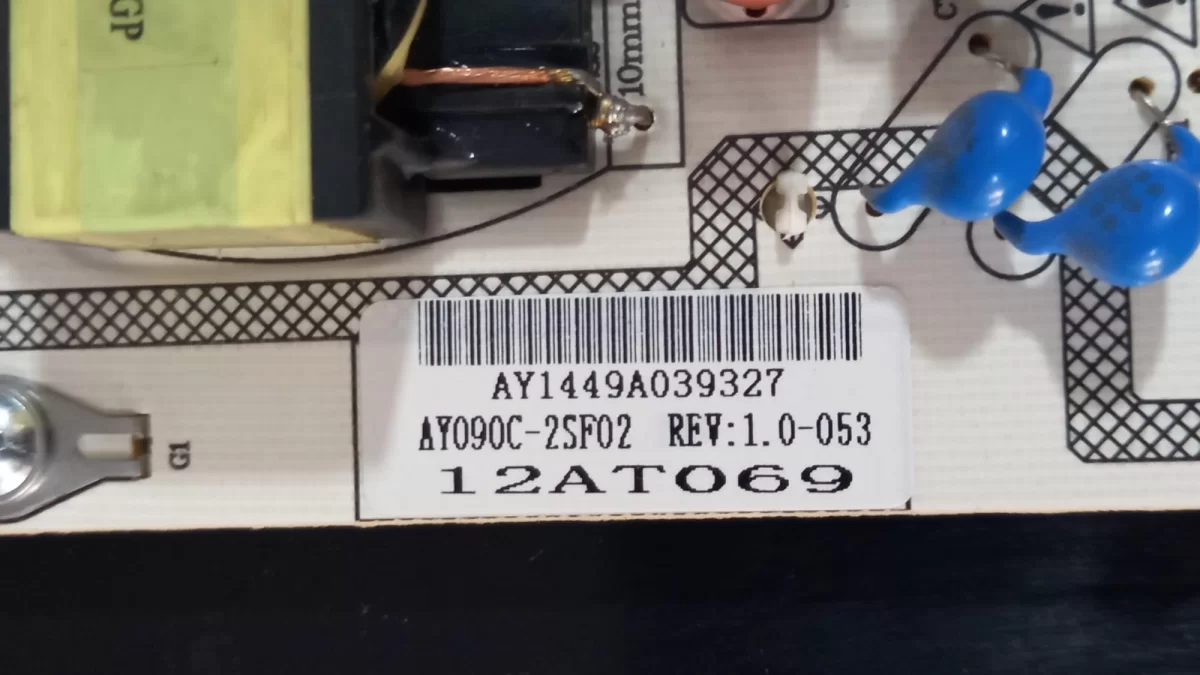 GP
10mm
AY1449A039327
AY090C-2SF02 REV:1.0-053
12AT069
G1